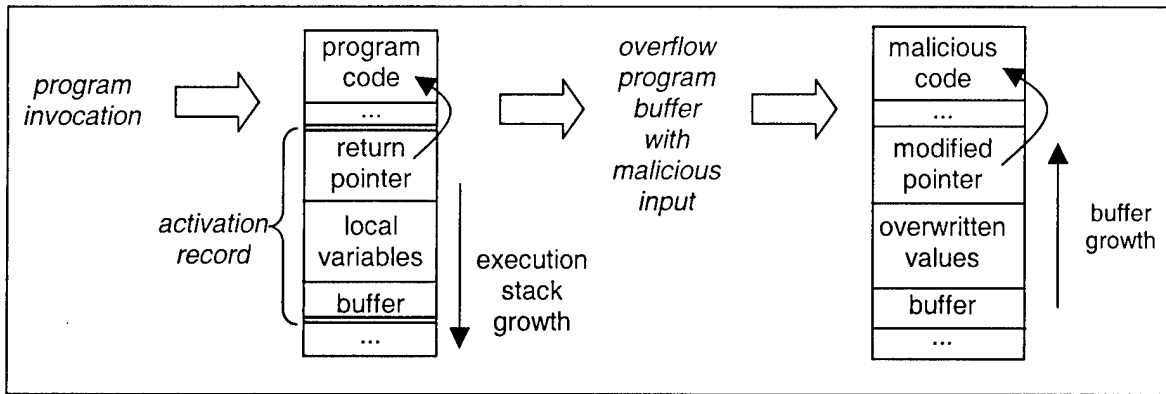 program
invocation
program
code
...
return
pointer
local
variables
buffer
...
activation
record
execution
stack
growth
overflow
program
buffer
with
malicious
input
malicious
code
...
modified
pointer
overwritten
values
buffer
...
buffer
growth